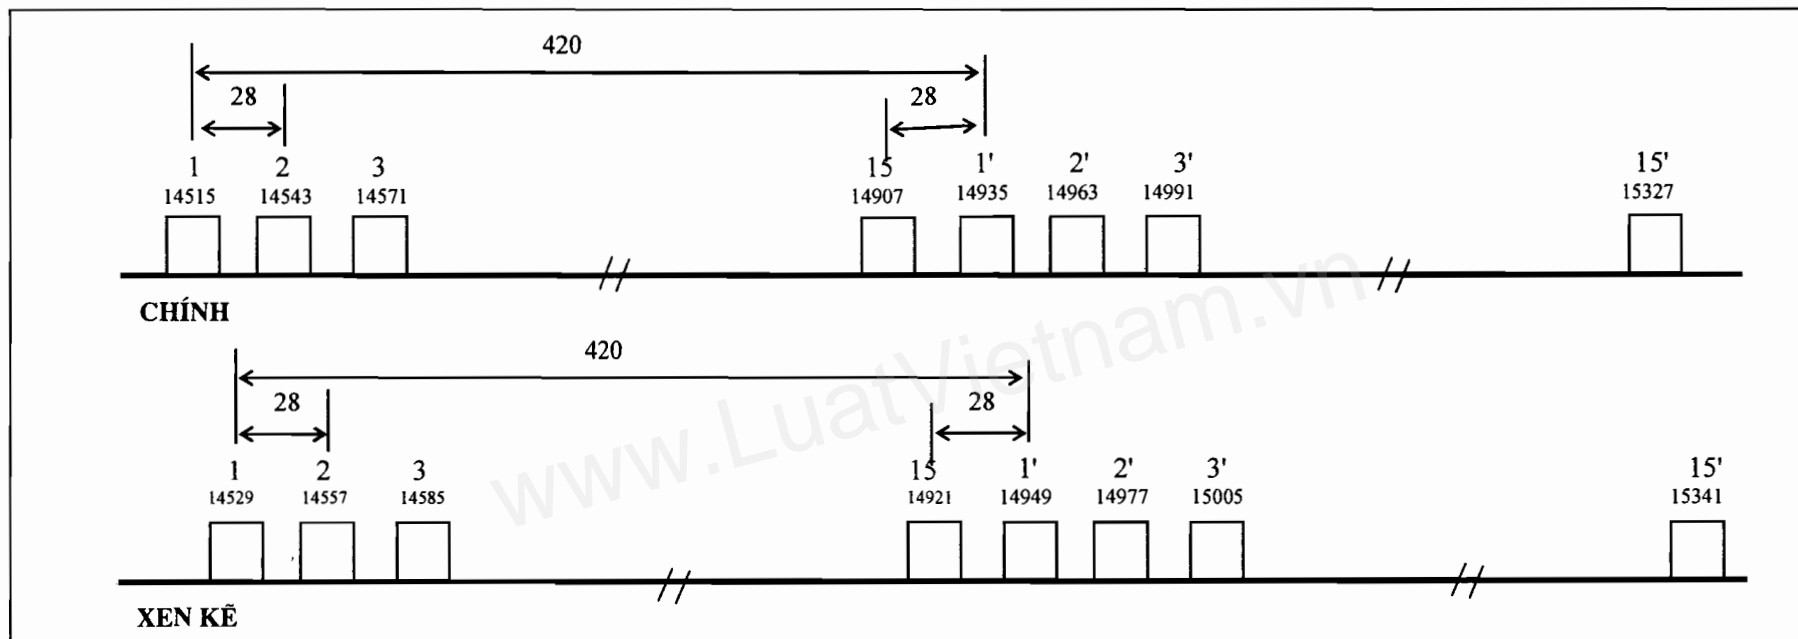 420
28 28
1 2 3 15 1' 2' 3' 15'
14515 14543 14571 14907 14935 14963 14991 15327
CHÍNH
420
28 28
1 2 3 15 1' 2' 3' 15'
14529 14557 14585 14921 14949 14977 15005 15341
XEN KẼ
www.LuatVietnam.vn